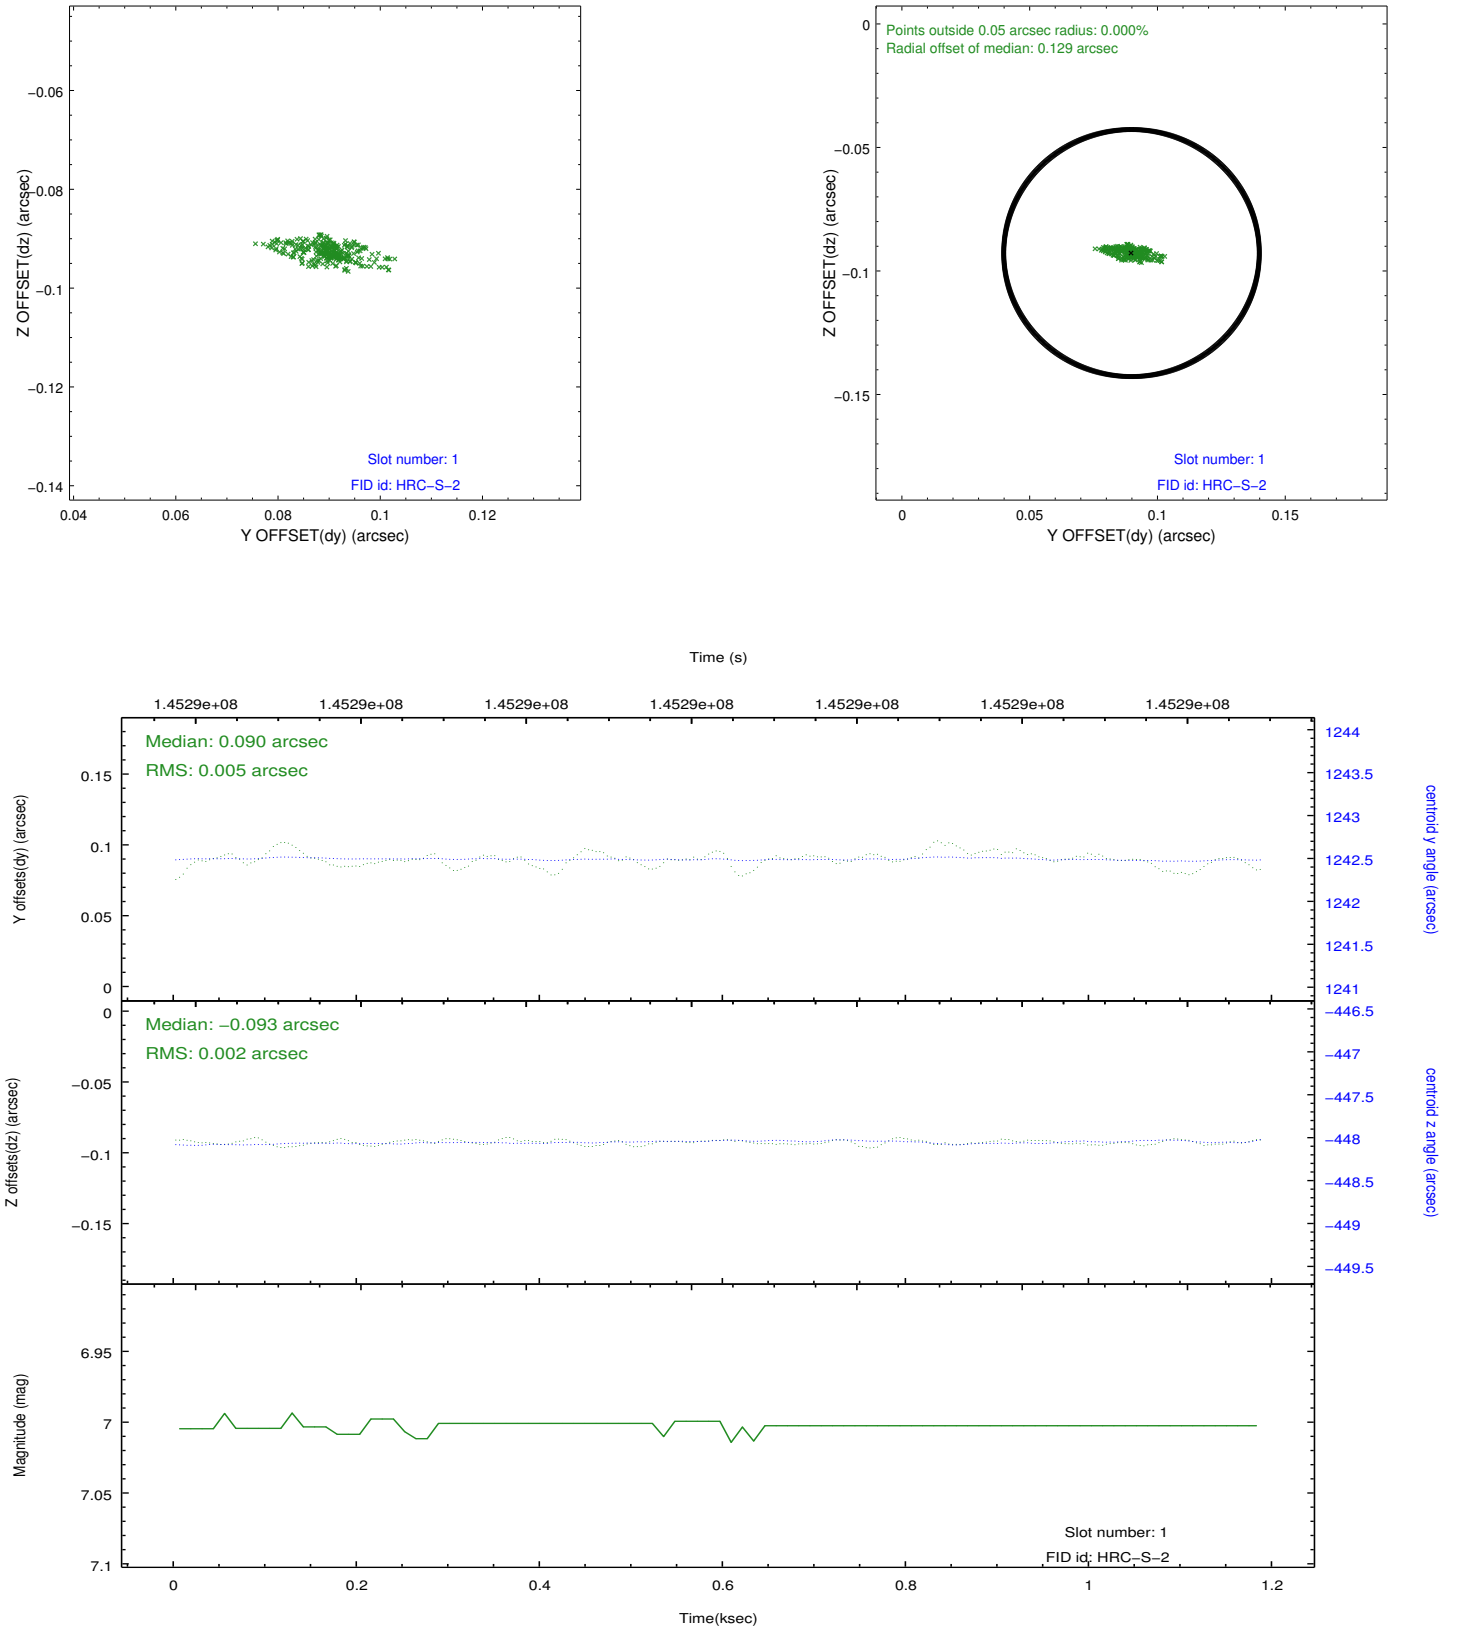 −0.06
−0.08
−0.1
−0.12
−0.14
Z OFFSET(dz) (arcsec)
Slot number: 1
FID id: HRC−S−2
0.04 0.06 0.08 0.1 0.12
Y OFFSET(dy) (arcsec)
Points outside 0.05 arcsec radius: 0.000%
Radial offset of median: 0.129 arcsec
0
−0.05
−0.1
−0.15
Z OFFSET(dz) (arcsec)
Slot number: 1
FID id: HRC−S−2
0 0.05 0.1 0.15
Y OFFSET(dy) (arcsec)
Time (s)
1.4529e+08 1.4529e+08 1.4529e+08 1.4529e+08 1.4529e+08 1.4529e+08 1.4529e+08
Median: 0.090 arcsec
RMS: 0.005 arcsec
0.15
0.1
0.05
0
Y offsets(dy) (arcsec)
1244
1243.5
1243
1242.5
1242
1241.5
1241
centroid y angle (arcsec)
Median: −0.093 arcsec
RMS: 0.002 arcsec
0
−0.05
−0.1
−0.15
Z offsets(dz) (arcsec)
−446.5
−447
−447.5
−448
−448.5
−449
−449.5
centroid z angle (arcsec)
6.95
7
7.05
7.1
Magnitude (mag)
Slot number: 1
FID id: HRC−S−2
0 0.2 0.4 0.6 0.8 1 1.2
Time(ksec)